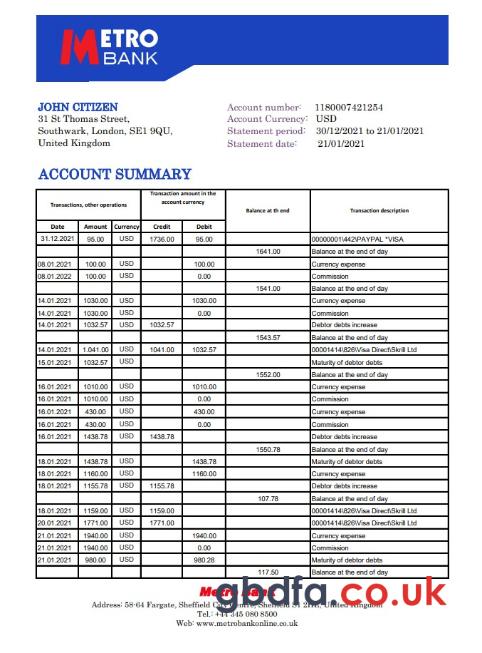 METRO
BANK
JOHN CITIZEN
31 St Thomas Street,
Southwark, London, SE1 9QU,
United Kingdom
Account number: 1180007421254
Account Currency: USD
Statement period: 30/12/2021 to 21/01/2021
Statement date: 21/01/2021
ACCOUNT SUMMARY
Transactions, other operations Transaction amount in the account currency Balance at th end Transaction description
Date Amount Currency Credit Debit
31.12.2021 95.00 USD 1736.00 95.00 00000001\442\PAYPAL *VISA
1641.00 Balance at the end of day
08.01.2021 100.00 USD 100.00 Currency expense
08.01.2022 100.00 USD 0.00 Commission
1541.00 Balance at the end of day
14.01.2021 1030.00 USD 1030.00 Currency expense
14.01.2021 1030.00 USD 0.00 Commission
14.01.2021 1032.57 USD 1032.57 Debtor debts increase
1543.57 Balance at the end of day
14.01.2021 1.041.00 USD 1041.00 1032.57 00001414\826\Visa Direct\Skrill Ltd
15.01.2021 1032.57 USD Maturity of debtor debts
1552.00 Balance at the end of day
16.01.2021 1010.00 USD 1010.00 Currency expense
16.01.2021 1010.00 USD 0.00 Commission
16.01.2021 430.00 USD 430.00 Currency expense
16.01.2021 430.00 USD 0.00 Commission
16.01.2021 1438.78 USD 1438.78 Debtor debts increase
1550.78 Balance at the end of day
18.01.2021 1438.78 USD 1438.78 Maturity of debtor debts
18.01.2021 1160.00 USD 1160.00 Currency expense
18.01.2021 1155.78 USD 1155.78 Debtor debts increase
107.78 Balance at the end of day
18.01.2021 1159.00 USD 1159.00 00001414\826\Visa Direct\Skrill Ltd
20.01.2021 1771.00 USD 1771.00 00001414\826\Visa Direct\Skrill Ltd
21.01.2021 1940.00 USD 1940.00 Currency expense
21.01.2021 1940.00 USD 0.00 Commission
21.01.2021 980.00 USD 980.28 Maturity of debtor debts
117.50 Balance at the end of day
Metro Bank
gbdfa.co.uk
Address: 58-64 Fargate, Sheffield City Centre, Sheffield S1 2HE, United Kingdom
Tel.: +44 345 080 8500
Web: www.metrobankonline.co.uk